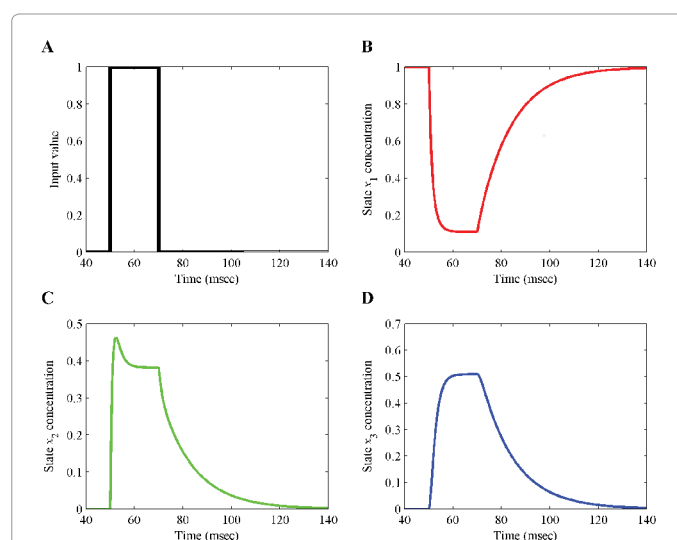 A
B
1
0.8
0.6
0.4
0.2
0
40 60 80 100 120 140
Input value
Time (msec)
1
0.8
0.6
0.4
0.2
0
40 60 80 100 120 140
State x1 concentration
Time (msec)
C
D
0.5
0.4
0.3
0.2
0.1
0
40 60 80 100 120 140
State x2 concentration
Time (msec)
0.7
0.6
0.5
0.4
0.3
0.2
0.1
0
40 60 80 100 120 140
State x3 concentration
Time (msec)